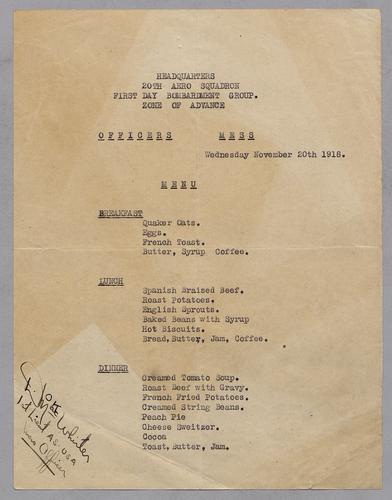 HEADQUARTERS
20TH AERO SQUADRON
FIRST DAY BOMBARDMENT GROUP.
ZONE OF ADVANCE
OFFICERS MESS
Wednesday November 20th 1918.
MENU
BREAKFAST
Quaker Oats.
Eggs.
French Toast.
Butter, Syrup Coffee.
LUNCH
Spanish Braised Beef.
Roast Potatoes.
English Sprouts.
Baked Beans with Syrup
Hot Biscuits.
Bread, Butter, Jam, Coffee.
DINNER
Creamed Tomato Soup.
Roast Beef with Gravy.
French Fried Potatoes.
Creamed String Beans.
Peach Pie
Cheese Sweitzer.
Cocoa
Toast, Butter, Jam.
1st Lieut AS.USA
Officer